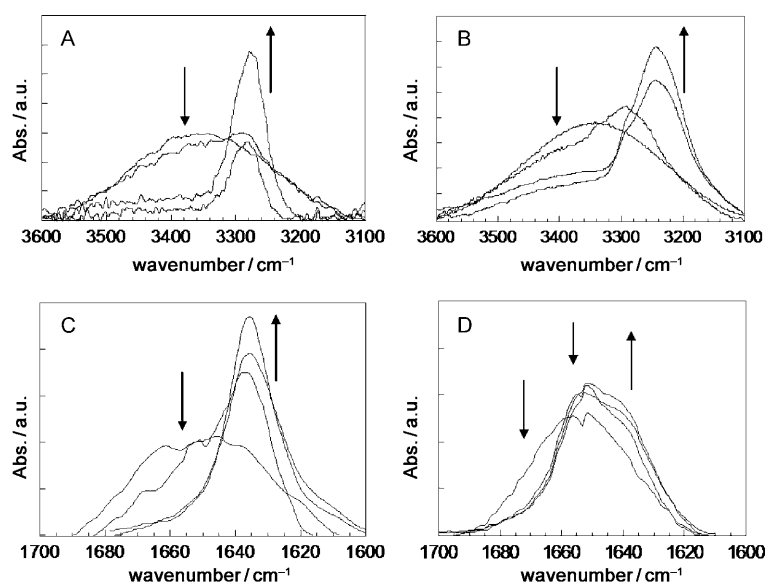 A
Abs. / a.u.
3600 3500 3400 3300 3200 3100
wavenumber / cm⁻¹
B
Abs. / a.u.
3600 3500 3400 3300 3200 3100
wavenumber / cm⁻¹
C
Abs. / a.u.
1700 1680 1660 1640 1620 1600
wavenumber / cm⁻¹
D
Abs. / a.u.
1700 1680 1660 1640 1620 1600
wavenumber / cm⁻¹